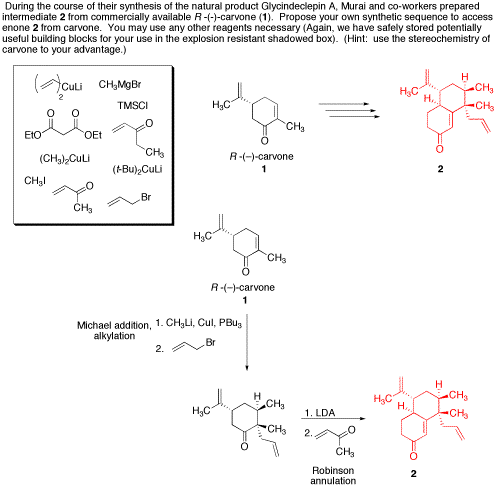 During the course of their synthesis of the natural product Glycindeclepin A, Murai and co-workers prepared
intermediate 2 from commercially available R -(-)-carvone (1).  Propose your own synthetic sequence to access
enone 2 from carvone.  You may use any other reagents necessary (Again, we have safely stored potentially
useful building blocks for your use in the explosion resistant shadowed box).  (Hint:  use the stereochemistry of
carvone to your advantage.)
( )2CuLi CH3MgBr
TMSCl
O O
OEt OEt
O
CH3
(CH3)2CuLi
(t-Bu)2CuLi
CH3I
O
CH3
Br
H3C
O
CH3
R -(–)-carvone
1
H3C
H
CH3
H
CH3
O
2
H3C
CH3
O
R -(–)-carvone
1
Michael addition,
alkylation
1. CH3Li, CuI, PBu3
2. Br
H3C
H
CH3
CH3
O
1. LDA
2. O
CH3
Robinson
annulation
H3C
H
CH3
H
CH3
O
2